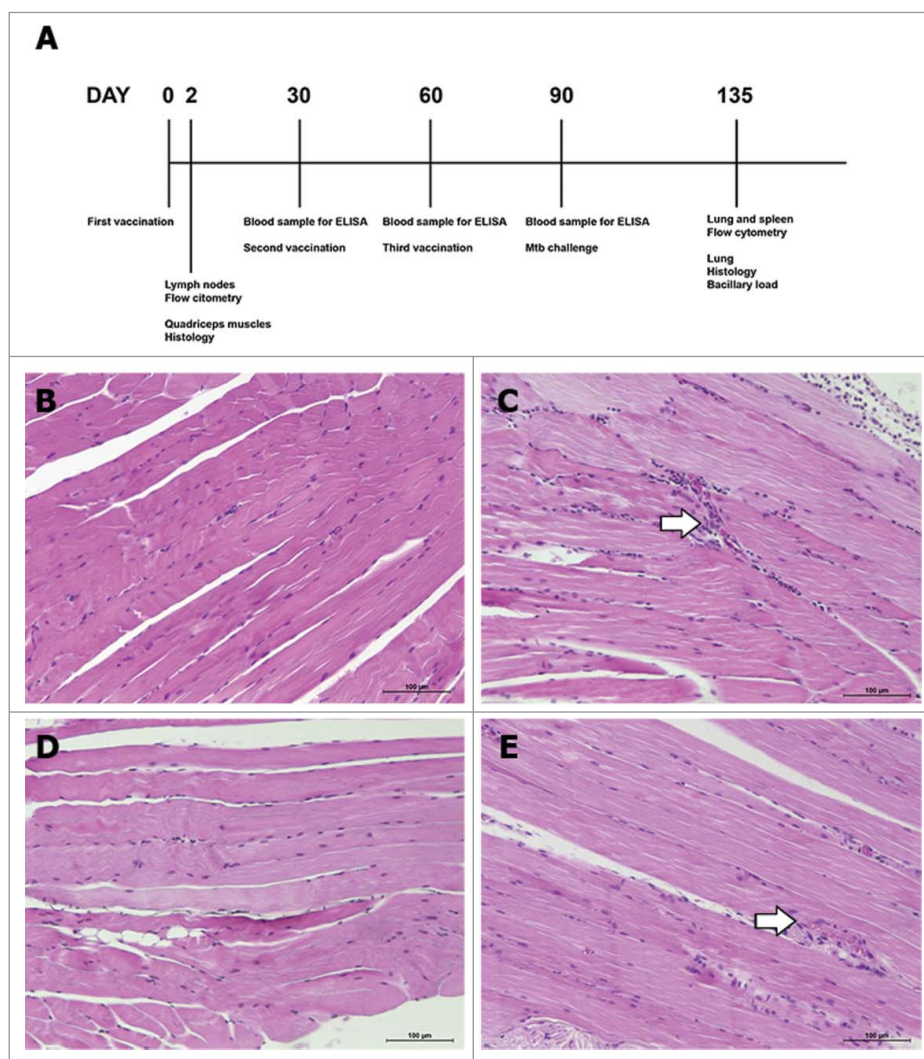 A
DAY 0 2 30 60 90 135
First vaccination
Blood sample for ELISA
Second vaccination
Blood sample for ELISA
Third vaccination
Blood sample for ELISA
Mtb challenge
Lung and spleen
Flow cytometry
Lung
Histology
Bacillary load
Lymph nodes
Flow citometry
Quadriceps muscles
Histology
B
100 µm
C
100 µm
D
100 µm
E
100 µm